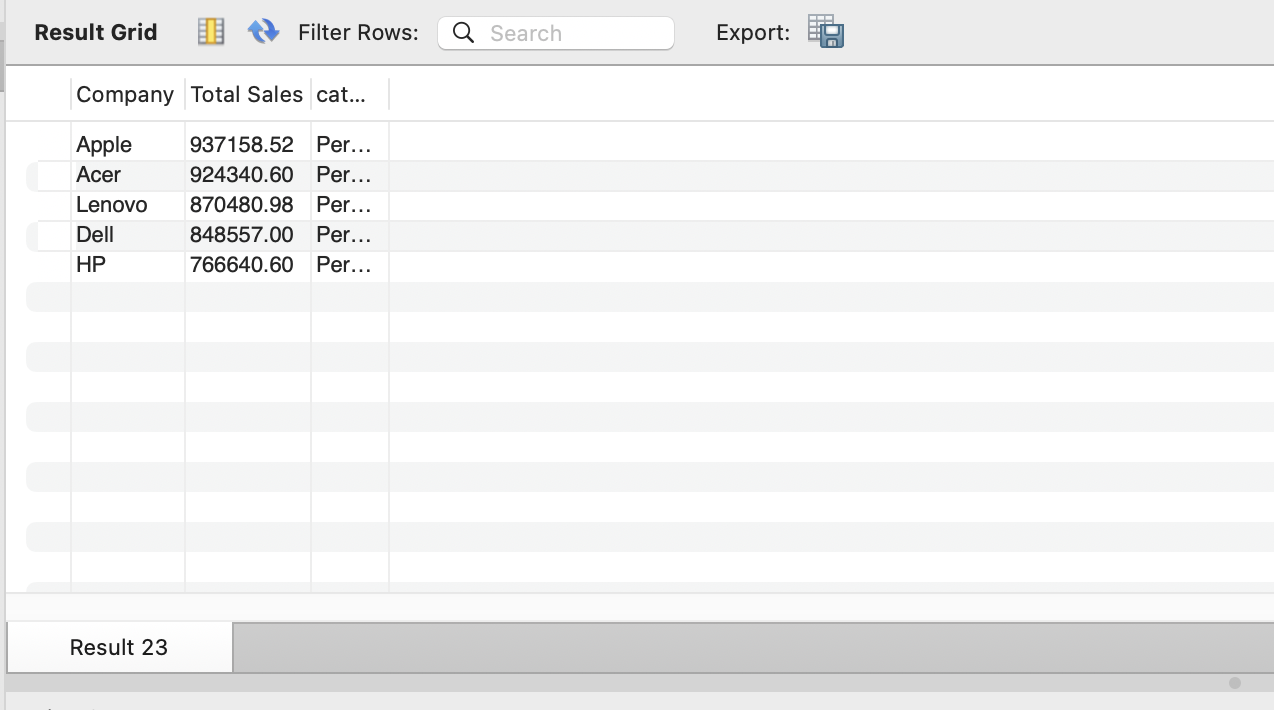 Result Grid Filter Rows: Search Export:
Company Total Sales cat...
Apple 937158.52 Per...
Acer 924340.60 Per...
Lenovo 870480.98 Per...
Dell 848557.00 Per...
HP 766640.60 Per...
Result 23